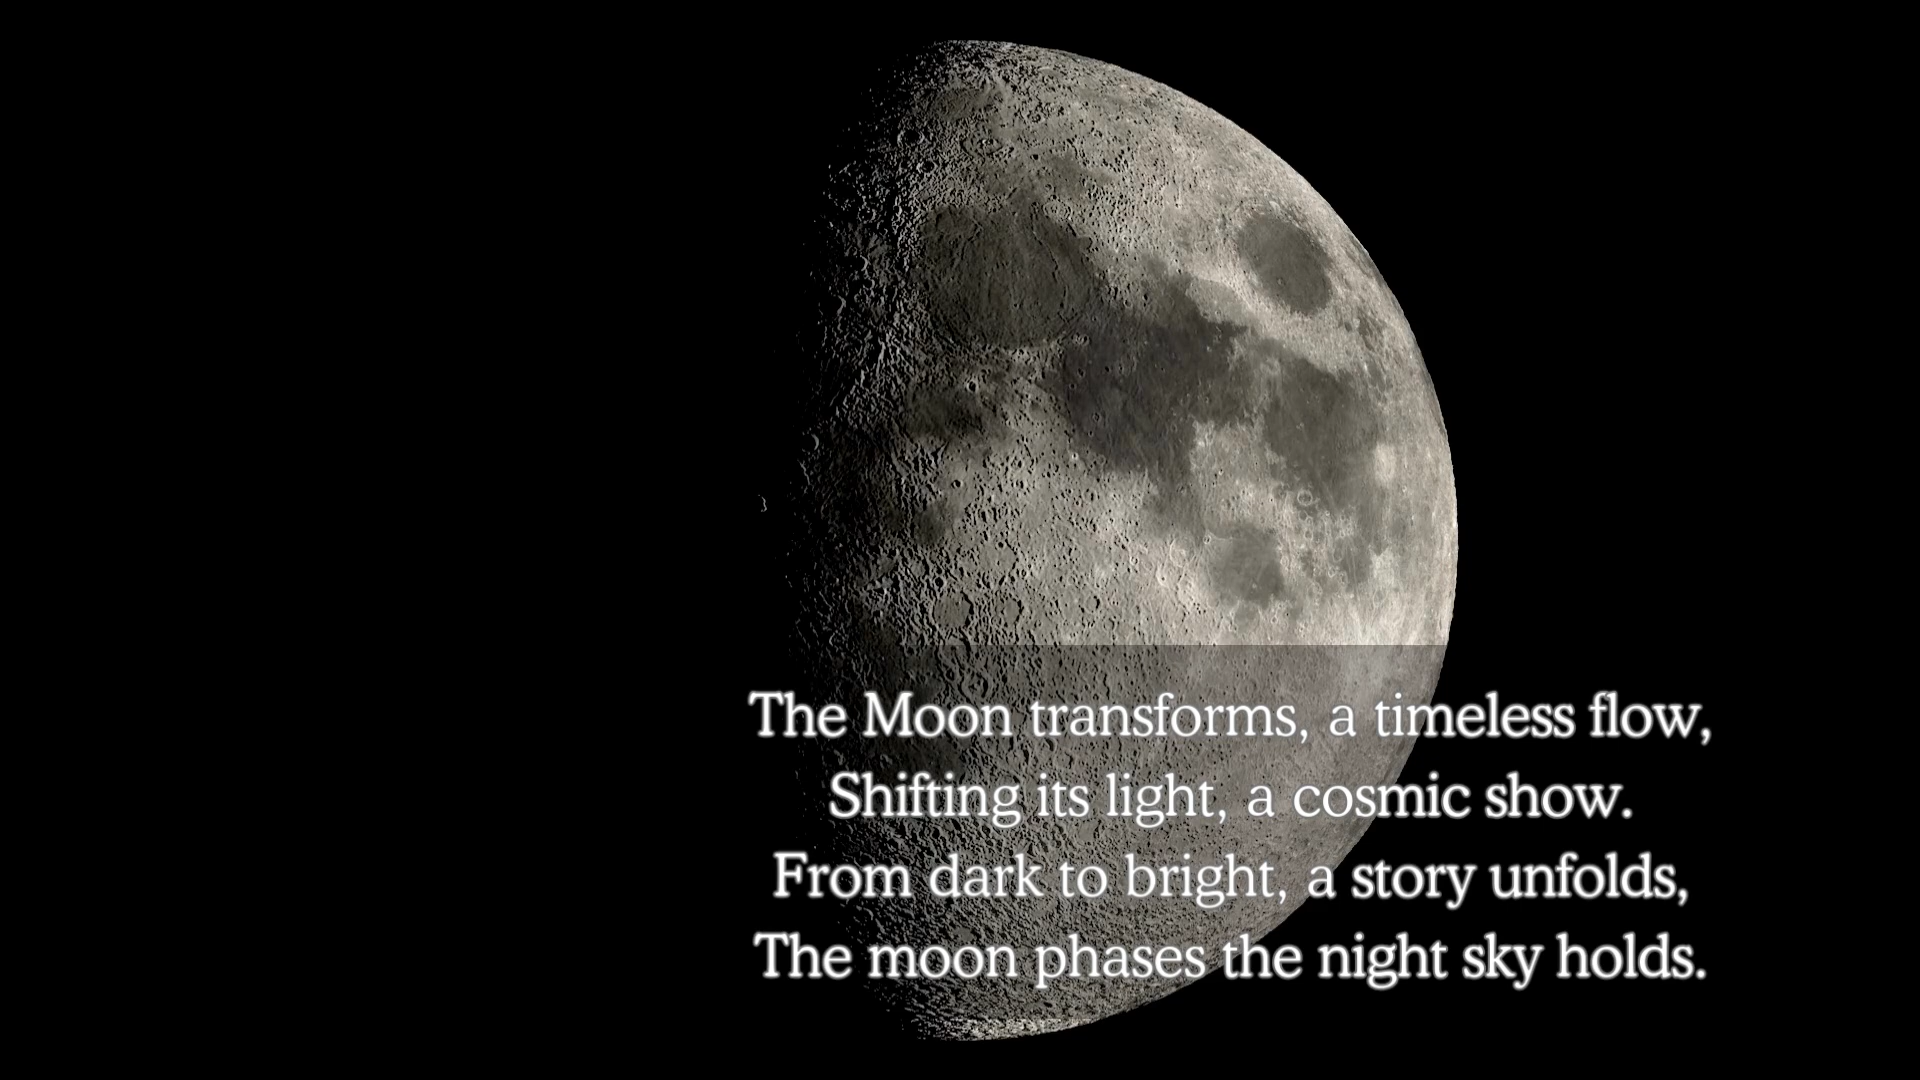 The Moon transforms, a timeless flow,
Shifting its light, a cosmic show.
From dark to bright, a story unfolds,
The moon phases the night sky holds.